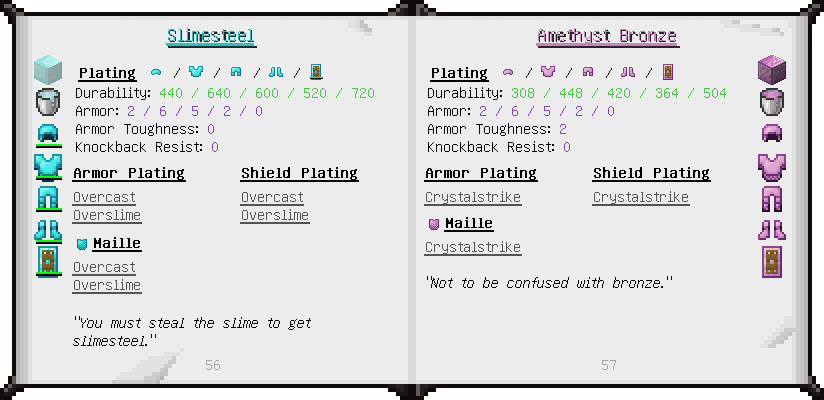 Slimesteel
Plating / / / /
Durability: 440 / 640 / 600 / 520 / 720
Armor: 2 / 6 / 5 / 2 / 0
Armor Toughness: 0
Knockback Resist: 0
Armor Plating
Overcast
Overslime
Shield Plating
Overcast
Overslime
Maille
Overcast
Overslime
"You must steal the slime to get
slimesteel."
56
Amethyst Bronze
Plating / / / /
Durability: 308 / 448 / 420 / 364 / 504
Armor: 2 / 6 / 5 / 2 / 0
Armor Toughness: 2
Knockback Resist: 0
Armor Plating
Crystalstrike
Shield Plating
Crystalstrike
Maille
Crystalstrike
"Not to be confused with bronze."
57